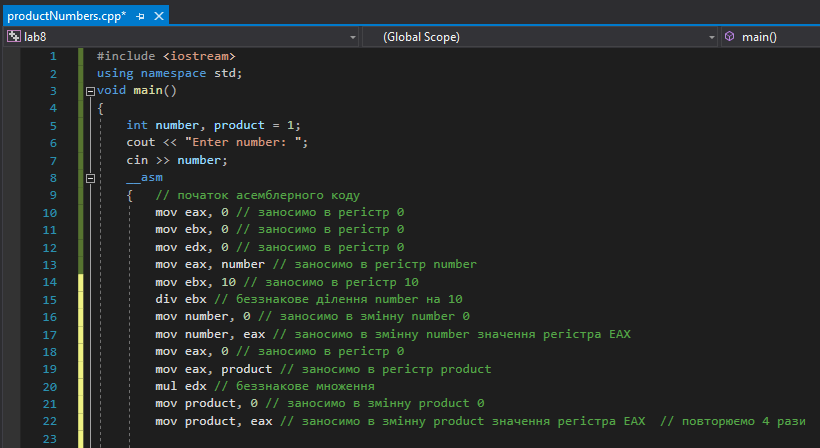 productNumbers.cpp*
lab8 (Global Scope) main()
1 #include <iostream>
2 using namespace std;
3 void main()
4 {
5 int number, product = 1;
6 cout << "Enter number: ";
7 cin >> number;
8 __asm
9 { // початок асемблерного коду
10 mov eax, 0 // заносимо в регістр 0
11 mov ebx, 0 // заносимо в регістр 0
12 mov edx, 0 // заносимо в регістр 0
13 mov eax, number // заносимо в регістр number
14 mov ebx, 10 // заносимо в регістр 10
15 div ebx // беззнакове ділення number на 10
16 mov number, 0 // заносимо в змінну number 0
17 mov number, eax // заносимо в змінну number значення регістра EAX
18 mov eax, 0 // заносимо в регістр 0
19 mov eax, product // заносимо в регістр product
20 mul edx // беззнакове множення
21 mov product, 0 // заносимо в змінну product 0
22 mov product, eax // заносимо в змінну product значення регістра EAX // повторюємо 4 рази
23